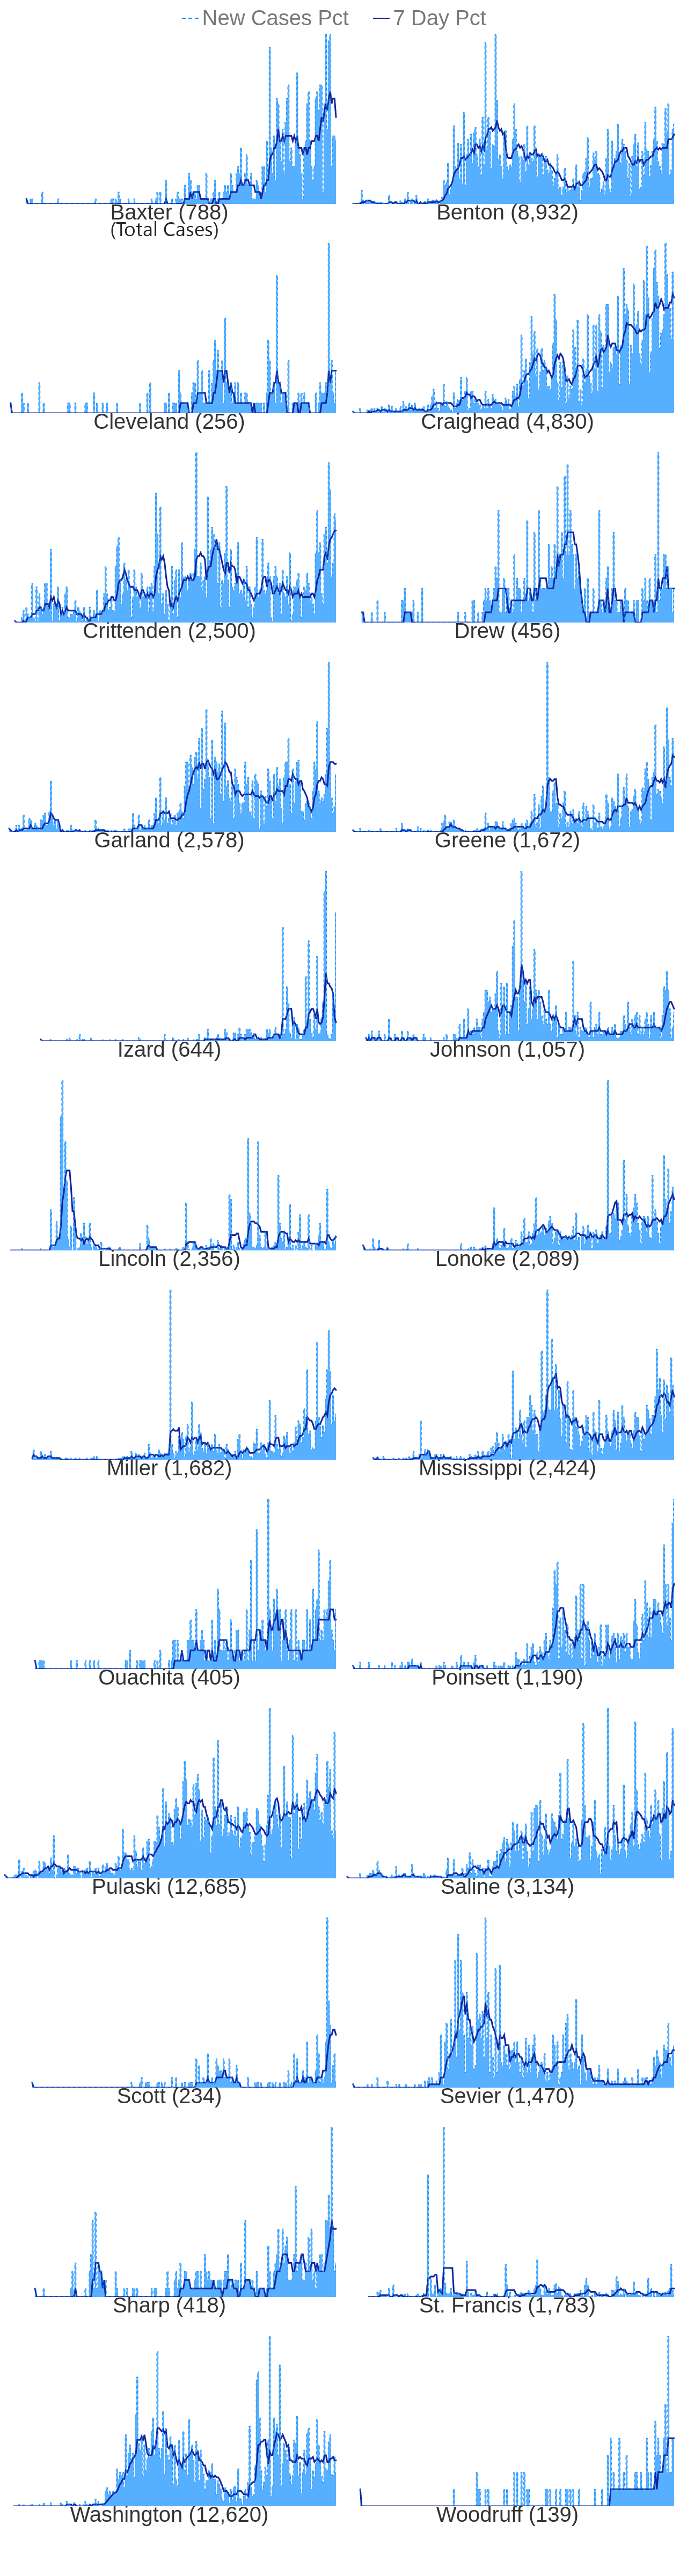 New Cases Pct 7 Day Pct
Baxter (788) Benton (8,932)
(Total Cases)
Cleveland (256) Craighead (4,830)
Crittenden (2,500) Drew (456)
Garland (2,578) Greene (1,672)
Izard (644) Johnson (1,057)
Lincoln (2,356) Lonoke (2,089)
Miller (1,682) Mississippi (2,424)
Ouachita (405) Poinsett (1,190)
Pulaski (12,685) Saline (3,134)
Scott (234) Sevier (1,470)
Sharp (418) St. Francis (1,783)
Washington (12,620) Woodruff (139)